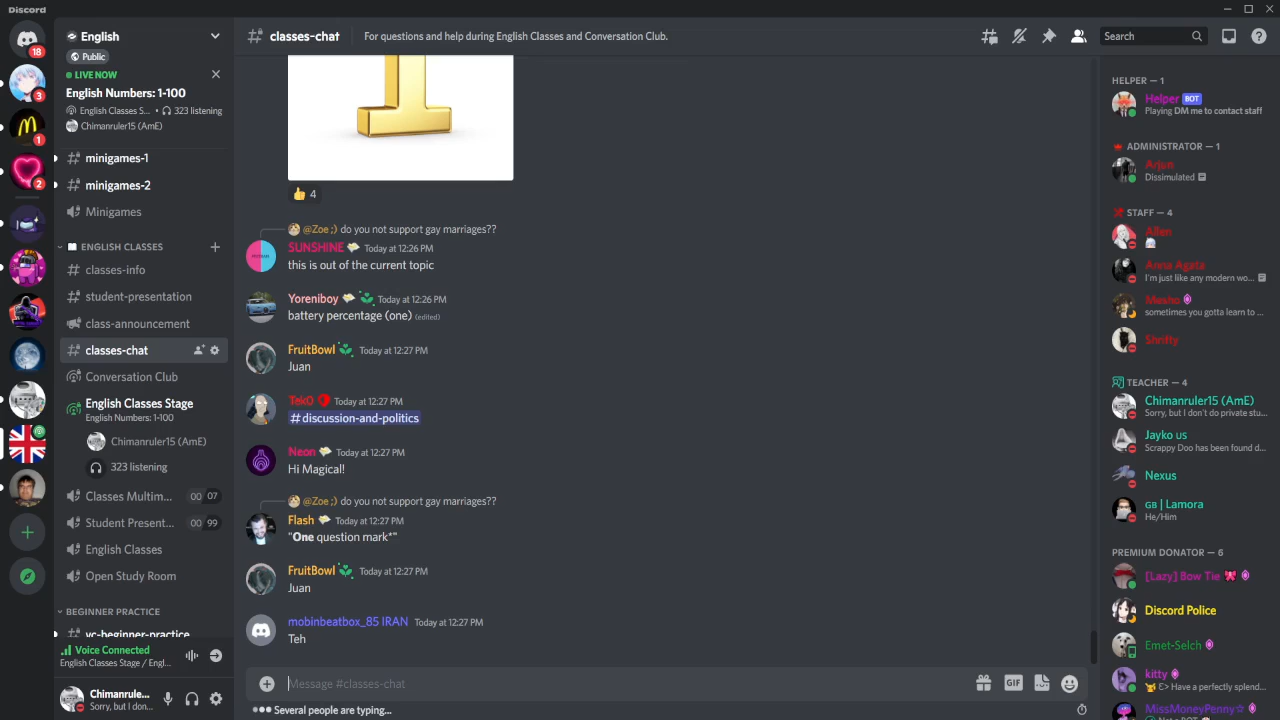 Discord
18
3
1
2
English
Public
LIVE NOW
English Numbers: 1-100
English Classes S... • 323 listening
Chimanruler15 (AmE)
minigames-1
minigames-2
Minigames
ENGLISH CLASSES
classes-info
student-presentation
class-announcement
classes-chat
Conversation Club
English Classes Stage
English Numbers: 1-100
Chimanruler15 (AmE)
323 listening
Classes Multim... 00 07
Student Present... 00 99
English Classes
Open Study Room
BEGINNER PRACTICE
vc-beginner-practice
Voice Connected
English Classes Stage / Engl...
Chimanrule...
Sorry, but I don...
classes-chat
For questions and help during English Classes and Conversation Club.
Search
4
@Zoe ;) do you not support gay marriages??
SUNSHINE Today at 12:26 PM
this is out of the current topic
Yoreniboy Today at 12:26 PM
battery percentage (one) (edited)
FruitBowl Today at 12:27 PM
Juan
TekO Today at 12:27 PM
#discussion-and-politics
Neon Today at 12:27 PM
Hi Magical!
@Zoe ;) do you not support gay marriages??
Flash Today at 12:27 PM
"One question mark*"
FruitBowl Today at 12:27 PM
Juan
mobinbeatbox_85 IRAN Today at 12:27 PM
Teh
Message #classes-chat
GIF
Several people are typing...
HELPER — 1
Helper BOT
Playing DM me to contact staff
ADMINISTRATOR — 1
Arjun
Dissimulated
STAFF — 4
Allen
Anna Agata
I'm just like any modern wo...
Mesho
sometimes you gotta learn to ...
Shritty
TEACHER — 4
Chimanruler15 (AmE)
Sorry, but I don't do private stu...
Jayko us
Scrappy Doo has been found d...
Nexus
GB | Lamora
He/Him
PREMIUM DONATOR — 6
[Lazy] Bow Tie
Discord Police
Emet-Selch
kitty
Ɛ> Have a perfectly splend...
MissMoneyPenny☆